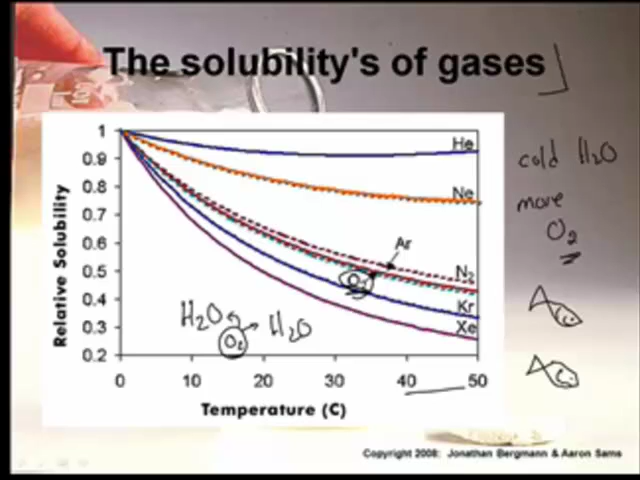 The solubility's of gases
1
0.9
0.8
0.7
0.6
0.5
0.4
0.3
0.2
Relative Solubility
He
Ne
Ar
N2
O2
Kr
Xe
H2O
O2
H2O
0 10 20 30 40 50
Temperature (C)
cold H2O
more
O2
Copyright 2008: Jonathan Bergmann & Aaron Sams